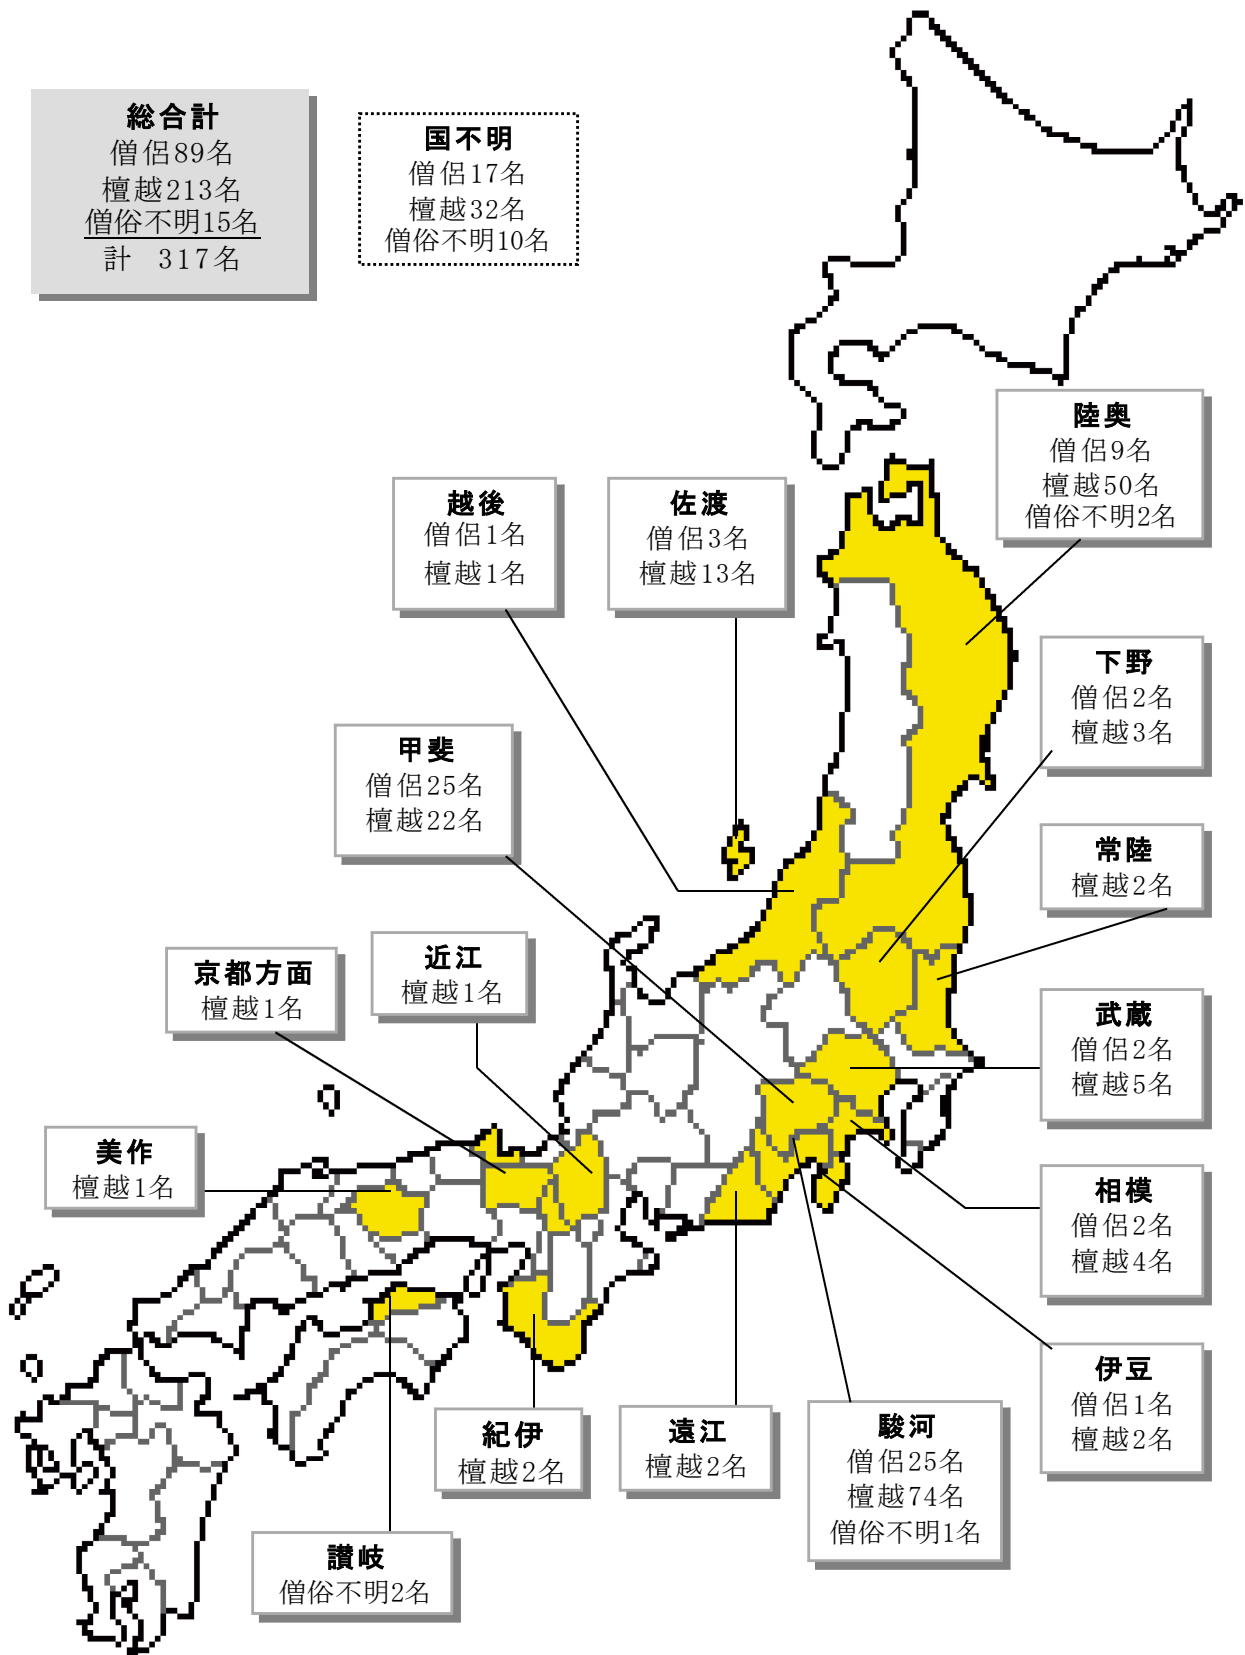 総合計
僧侶89名
檀越213名
僧俗不明15名
計 317名
国不明
僧侶17名
檀越32名
僧俗不明10名
陸奥
僧侶9名
檀越50名
僧俗不明2名
越後
僧侶1名
檀越1名
佐渡
僧侶3名
檀越13名
下野
僧侶2名
檀越3名
甲斐
僧侶25名
檀越22名
常陸
檀越2名
京都方面
檀越1名
近江
檀越1名
武蔵
僧侶2名
檀越5名
美作
檀越1名
相模
僧侶2名
檀越4名
伊豆
僧侶1名
檀越2名
紀伊
檀越2名
遠江
檀越2名
駿河
僧侶25名
檀越74名
僧俗不明1名
讃岐
僧俗不明2名